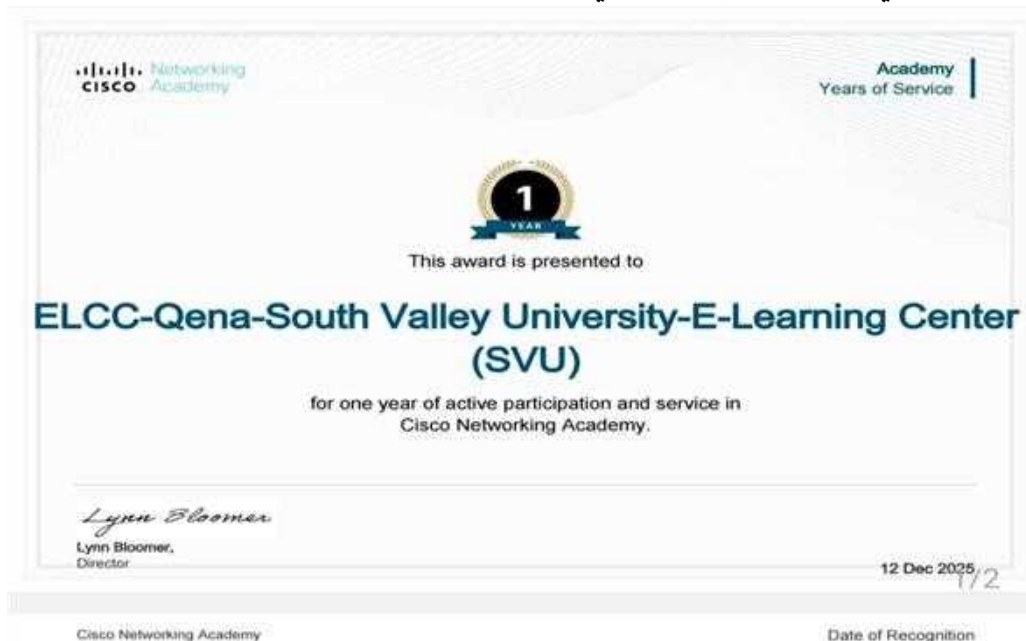 cisco Networking Academy
Academy
Years of Service
1
YEAR
This award is presented to
ELCC-Qena-South Valley University-E-Learning Center
(SVU)
for one year of active participation and service in
Cisco Networking Academy.
Lynn Bloomer
Lynn Bloomer,
Director
12 Dec 2025
1/2
Cisco Networking Academy
Date of Recognition